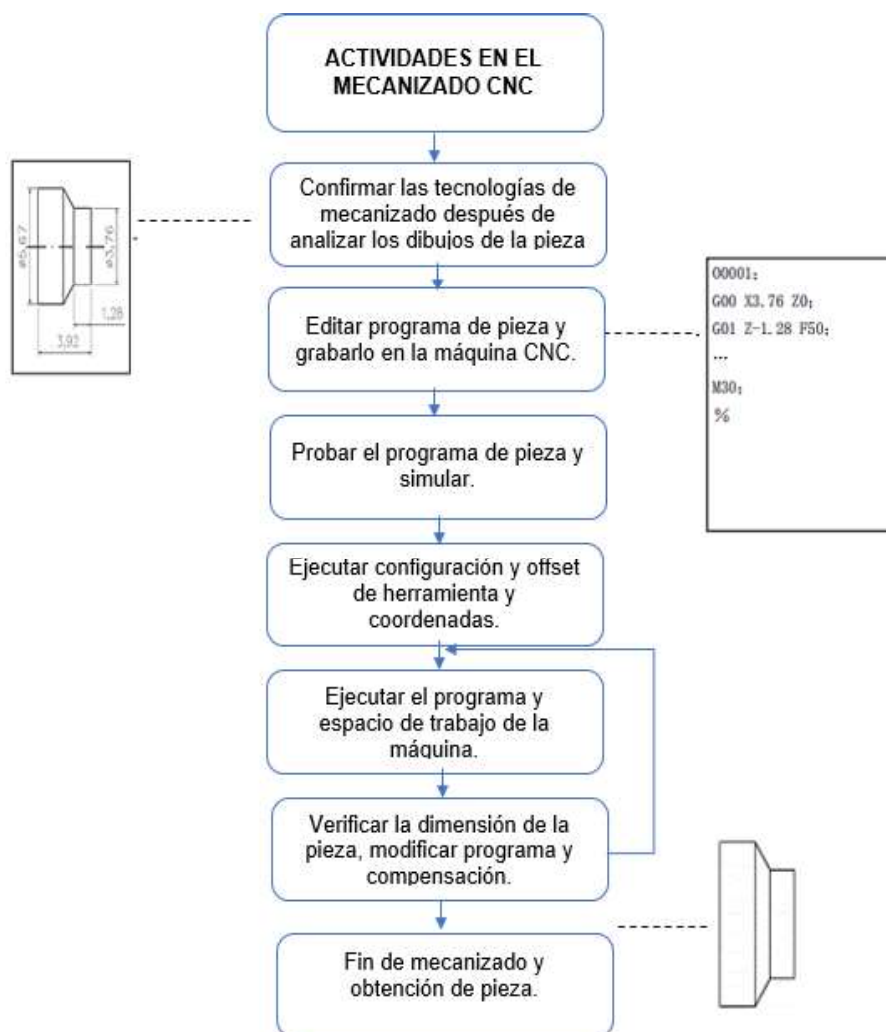 ACTIVIDADES EN EL
MECANIZADO CNC
Confirmar las tecnologías de
mecanizado después de
analizar los dibujos de la pieza
ø5,67
ø3,76
1,28
3,92
Editar programa de pieza y
grabarlo en la máquina CNC.
O0001;
G00 X3.76 Z0;
G01 Z-1.28 F50;
...
M30;
%
Probar el programa de pieza y
simular.
Ejecutar configuración y offset
de herramienta y
coordenadas.
Ejecutar el programa y
espacio de trabajo de la
máquina.
Verificar la dimensión de la
pieza, modificar programa y
compensación.
Fin de mecanizado y
obtención de pieza.